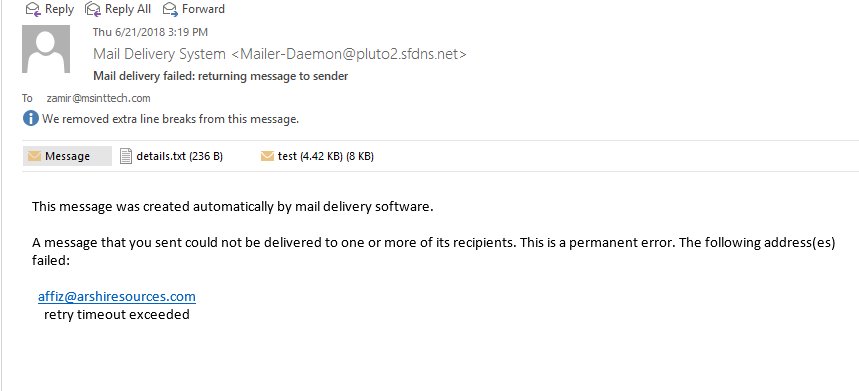 Reply Reply All Forward
Thu 6/21/2018 3:19 PM
Mail Delivery System <Mailer-Daemon@pluto2.sfdns.net>
Mail delivery failed: returning message to sender
To zamir@msinttech.com
We removed extra line breaks from this message.
Message details.txt (236 B) test (4.42 KB) (8 KB)
This message was created automatically by mail delivery software.
A message that you sent could not be delivered to one or more of its recipients. This is a permanent error. The following address(es)
failed:
affiz@arshiresources.com
retry timeout exceeded